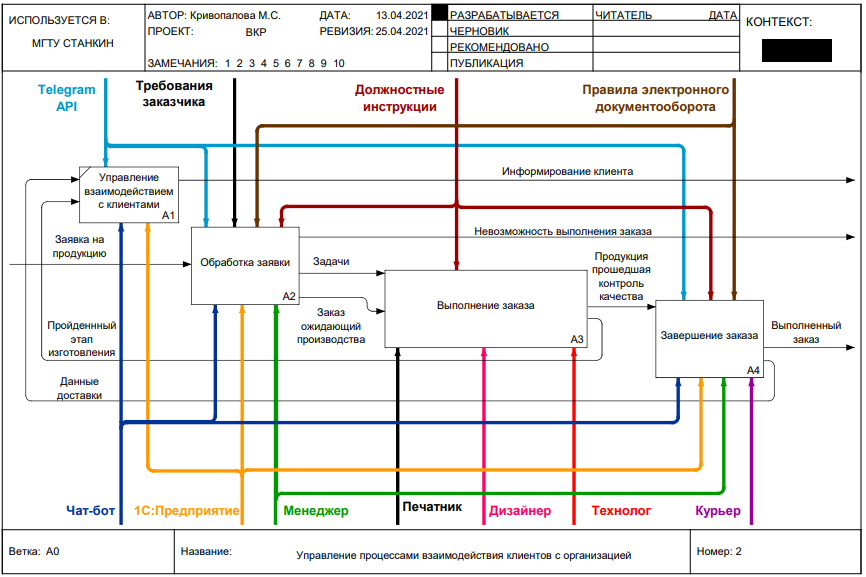 ИСПОЛЬЗУЕТСЯ В:
МГТУ СТАНКИН
АВТОР: Кривопалова М.С.
ДАТА: 13.04.2021
ПРОЕКТ: ВКР
РЕВИЗИЯ: 25.04.2021
ЗАМЕЧАНИЯ: 1 2 3 4 5 6 7 8 9 10
РАЗРАБАТЫВАЕТСЯ
ЧЕРНОВИК
РЕКОМЕНДОВАНО
ПУБЛИКАЦИЯ
ЧИТАТЕЛЬ
ДАТА
КОНТЕКСТ:
Telegram
API
Требования
заказчика
Должностные
инструкции
Правила электронного
документооборота
Управление
взаимодействием
с клиентами
A1
Информирование клиента
Заявка на
продукцию
Обработка заявки
A2
Невозможность выполнения заказа
Задачи
Заказ
ожидающий
производства
Выполнение заказа
A3
Продукция
прошедшая
контроль
качества
Завершение заказа
A4
Выполненный
заказ
Пройденный
этап
изготовления
Данные
доставки
Чат-бот
1С:Предприятие
Менеджер
Печатник
Дизайнер
Технолог
Курьер
Ветка: A0
Название:
Управление процессами взаимодействия клиентов с организацией
Номер: 2